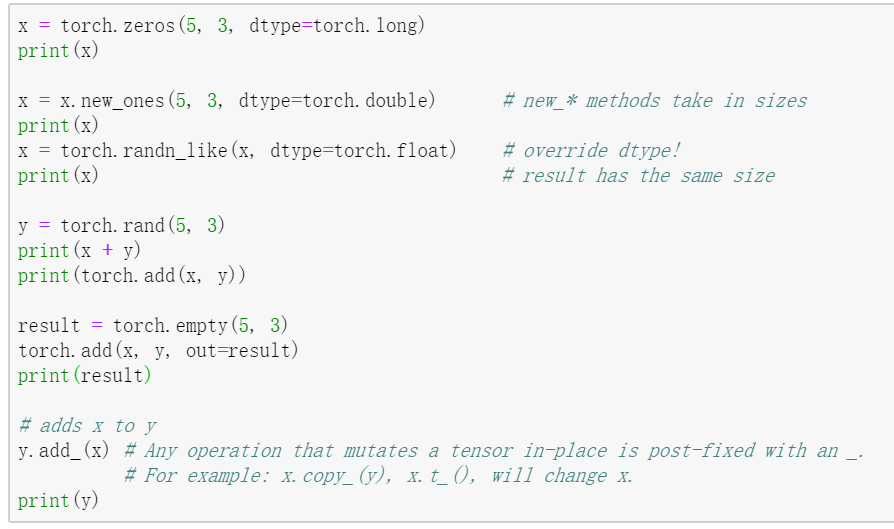 x = torch.zeros(5, 3, dtype=torch.long)
print(x)
x = x.new_ones(5, 3, dtype=torch.double) # new_* methods take in sizes
print(x)
x = torch.randn_like(x, dtype=torch.float) # override dtype!
print(x) # result has the same size
y = torch.rand(5, 3)
print(x + y)
print(torch.add(x, y))
result = torch.empty(5, 3)
torch.add(x, y, out=result)
print(result)
# adds x to y
y.add_(x) # Any operation that mutates a tensor in-place is post-fixed with an _.
# For example: x.copy_(y), x.t_(), will change x.
print(y)